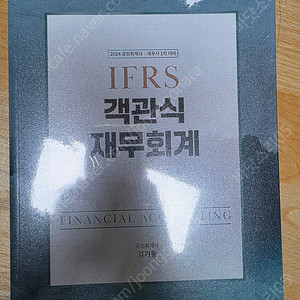 2024 공인회계사 · 세무사 1차 대비
IFRS
객관식
재무회계
FINANCIAL ACCOUNTING
공인회계사
김기동